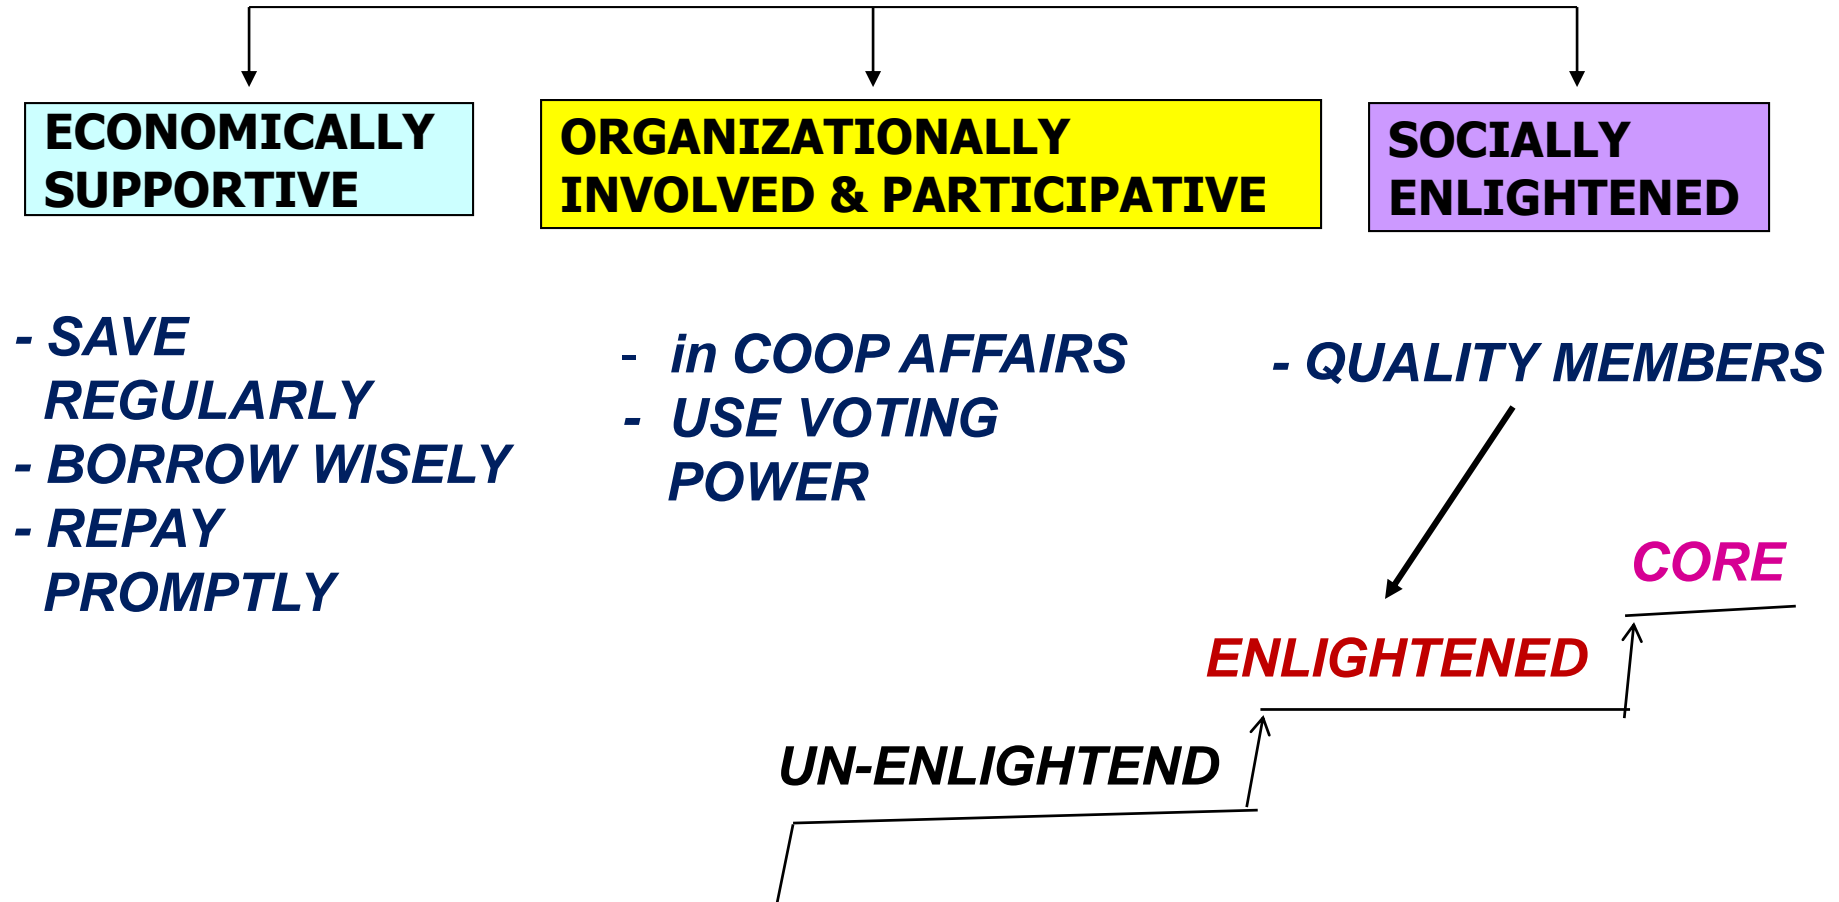 ECONOMICALLY
SUPPORTIVE
ORGANIZATIONALLY
INVOLVED & PARTICIPATIVE
SOCIALLY
ENLIGHTENED
- SAVE
REGULARLY
- BORROW WISELY
- REPAY
PROMPTLY
- in COOP AFFAIRS
- USE VOTING
POWER
- QUALITY MEMBERS
CORE
ENLIGHTENED
UN-ENLIGHTEND